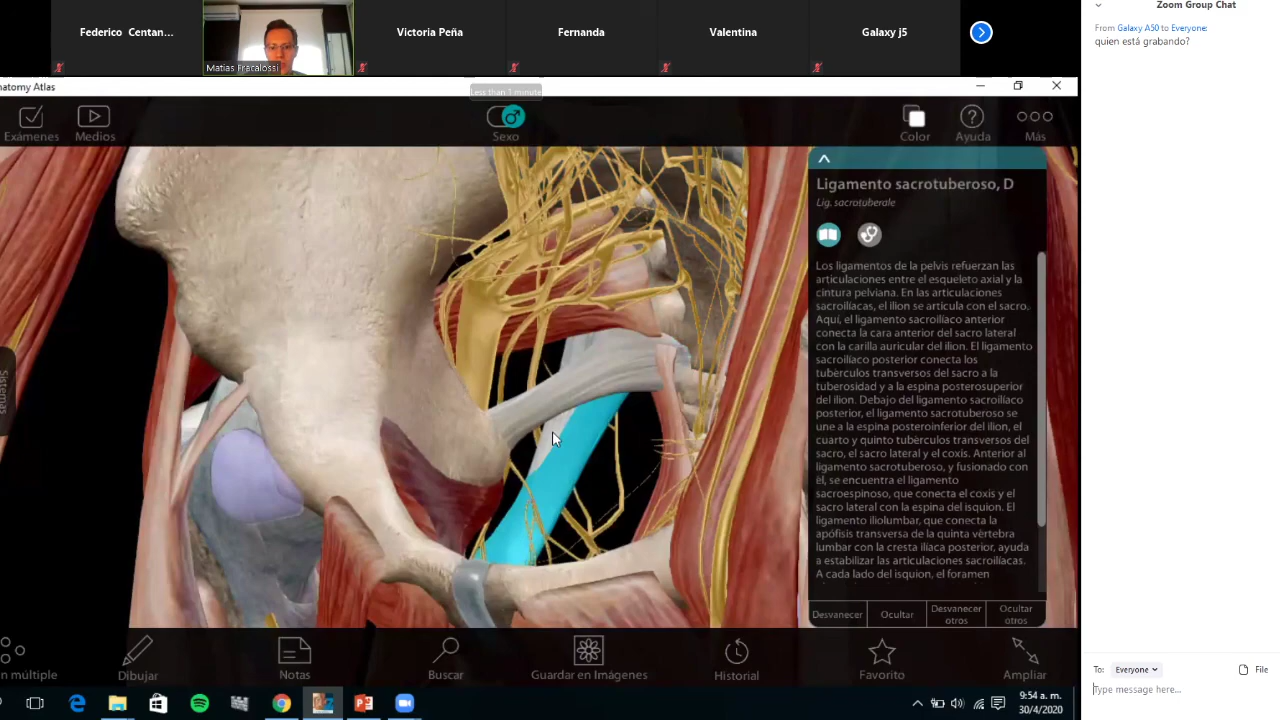 Zoom Group Chat
Federico Centan...
Matias Fracalossi
Victoria Peña
Fernanda
Valentina
Galaxy j5
From Galaxy A50 to Everyone:
quien está grabando?
natomy Atlas
Less than 1 minute
Exámenes
Medios
Sexo
Color
Ayuda
Más
Ligamento sacrotuberoso, D
Lig. sacrotuberale
Los ligamentos de la pelvis refuerzan las
articulaciones entre el esqueleto axial y la
cintura pelviana. En las articulaciones
sacroilíacas, el ilion se articula con el sacro.
Aquí, el ligamento sacroilíaco anterior
conecta la cara anterior del sacro lateral
con la carilla auricular del ilion. El ligamento
sacroilíaco posterior conecta los
tubérculos transversos del sacro a la
tuberosidad y a la espina posterosuperior
del ilion. Debajo del ligamento sacroilíaco
posterior, el ligamento sacrotuberoso se
une a la espina posteroinferior del ilion, el
cuarto y quinto tubérculos transversos del
sacro, el sacro lateral y el coxis. Anterior al
ligamento sacrotuberoso, y fusionado con
él, se encuentra el ligamento
sacroespinoso, que conecta el coxis y el
sacro lateral con la espina del isquion. El
ligamento iliolumbar, que conecta la
apófisis transversa de la quinta vértebra
lumbar con la cresta ilíaca posterior, ayuda
a estabilizar las articulaciones sacroilíacas.
A cada lado del isquion, el foramen
Sistemas
Desvanecer
Ocultar
Desvanecer
otros
Ocultar
otros
n múltiple
Dibujar
Notas
Buscar
Guardar en Imágenes
Historial
Favorito
Ampliar
To: Everyone
File
Type message here...
9:54 a. m.
30/4/2020